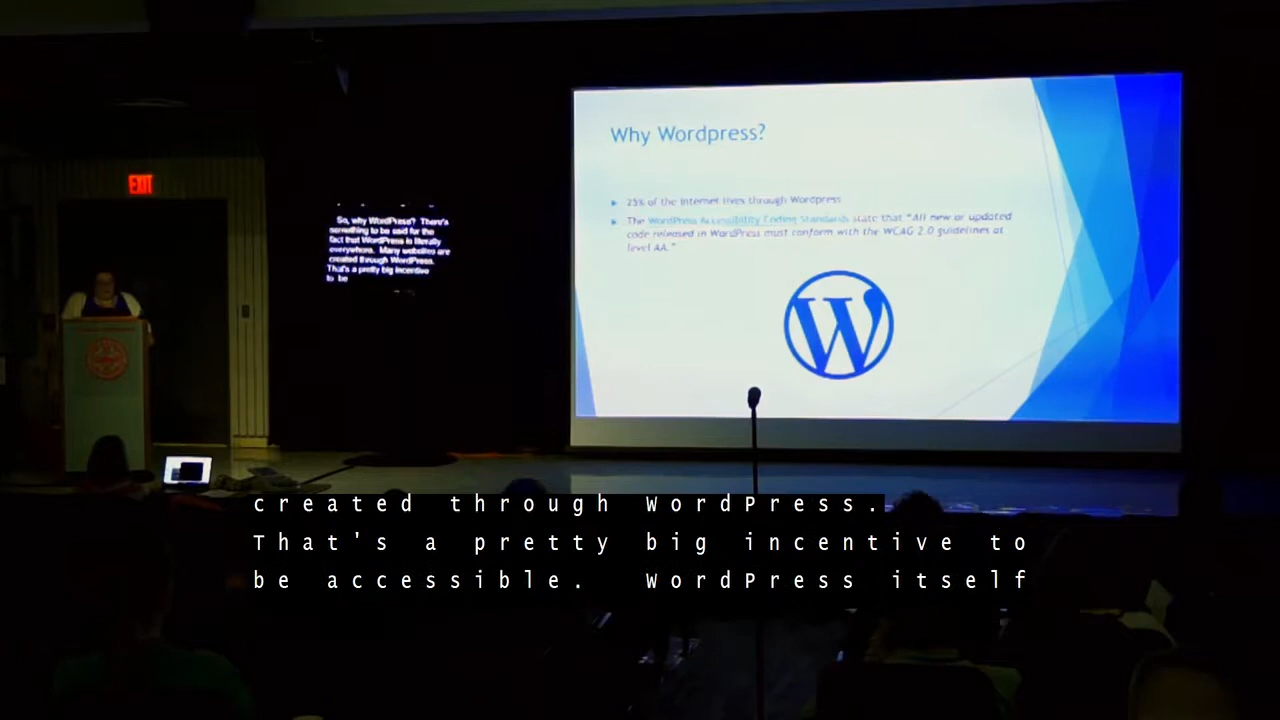 EXIT
So, why WordPress? There's
something to be said for the
fact that WordPress is literally
everywhere. Many websites are
created through WordPress.
That's a pretty big incentive
to be
Why Wordpress?
25% of the internet lives through Wordpress
The WordPress Accessibility Coding Standards state that "All new or updated
code released in WordPress must conform with the WCAG 2.0 guidelines at
level AA."
W
created through WordPress.
That's a pretty big incentive to
be accessible. WordPress itself